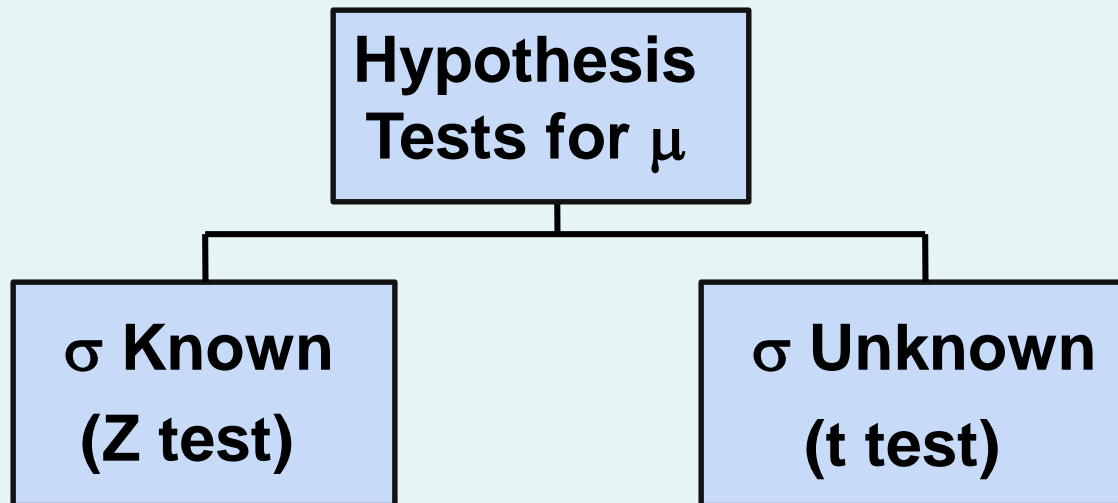 Hypothesis
Tests for μ
σ Known
(Z test)
σ Unknown
(t test)